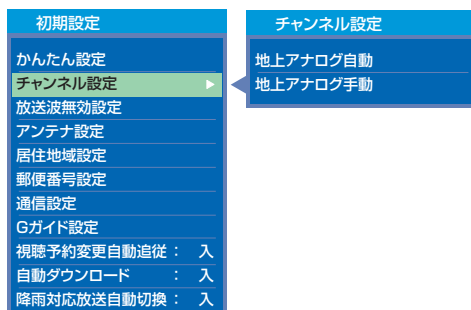 初期設定
かんたん設定
チャンネル設定
放送波無効設定
アンテナ設定
居住地域設定
郵便番号設定
通信設定
Gガイド設定
視聴予約変更自動追従： 入
自動ダウンロード ： 入
降雨対応放送自動切換： 入
チャンネル設定
地上アナログ自動
地上アナログ手動